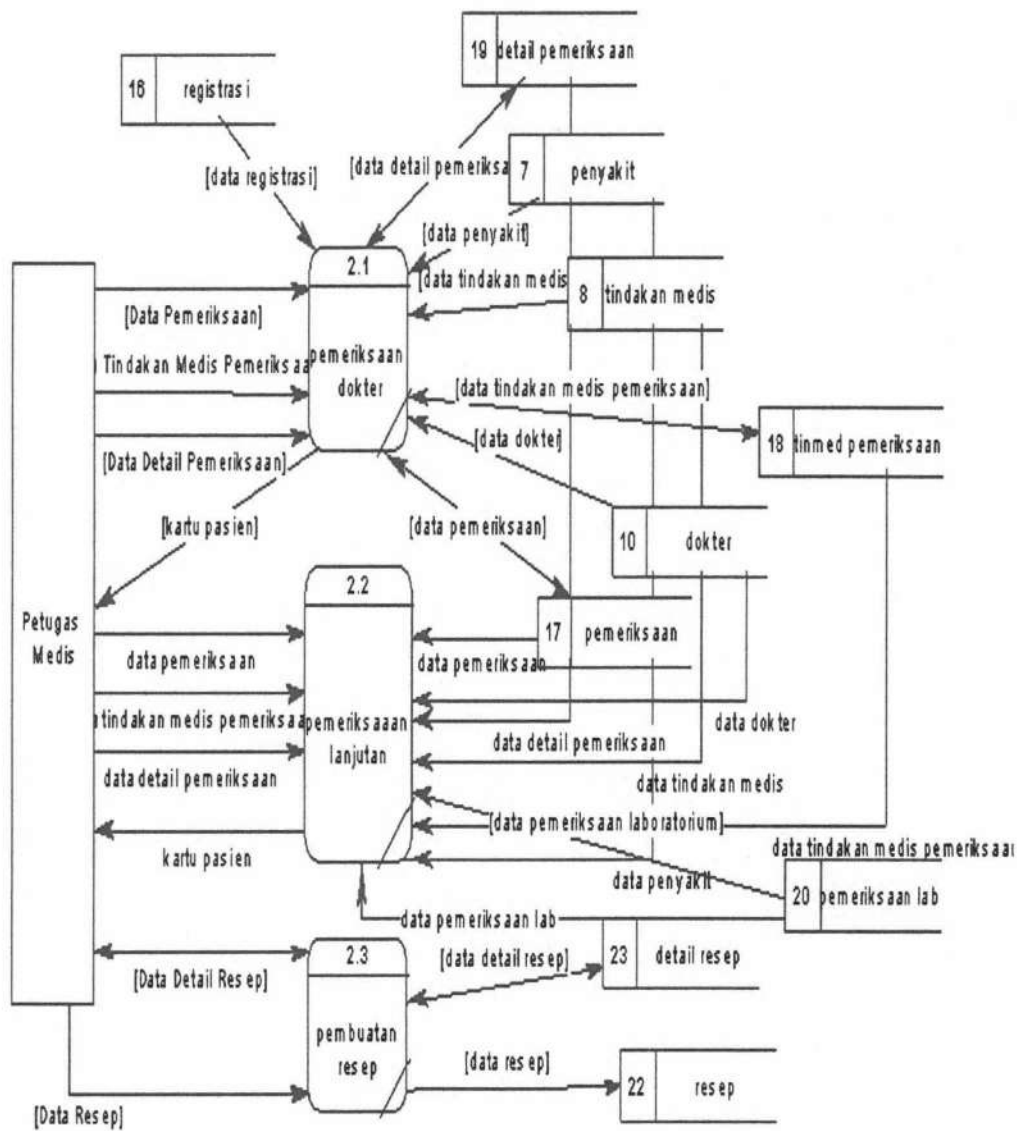 19 detail pemeriksaan
16 registrasi
[data detail pemeriksa
7 penyakit
[data registrasi]
[data penyakit]
2.1
[data tindakan medis
8 tindakan medis
[Data Pemeriksaan]
pemeriksaan
dokter
Tindakan Medis Pemeriksaa
[data tindakan medis pemeriksaan]
[data dokter]
18 tinmed pemeriksaan
[Data Detail Pemeriksaan]
[kartu pasien]
[data pemeriksaan]
10 dokter
2.2
Petugas
Medis
17 pemeriksaan
data pemeriksaan
data pemeriksaan
data dokter
a tindakan medis pemeriksaa
pemeriksaaan
lanjutan
data detail pemeriksaan
data detail pemeriksaan
data tindakan medis
[data pemeriksaan laboratorium]
kartu pasien
data tindakan medis pemeriksaa
data penyakit
20 pemeriksaan lab
data pemeriksaan lab
2.3
[data detail resep]
23 detail resep
[Data Detail Resep]
pembuatan
resep
[data resep]
22 resep
[Data Resep]